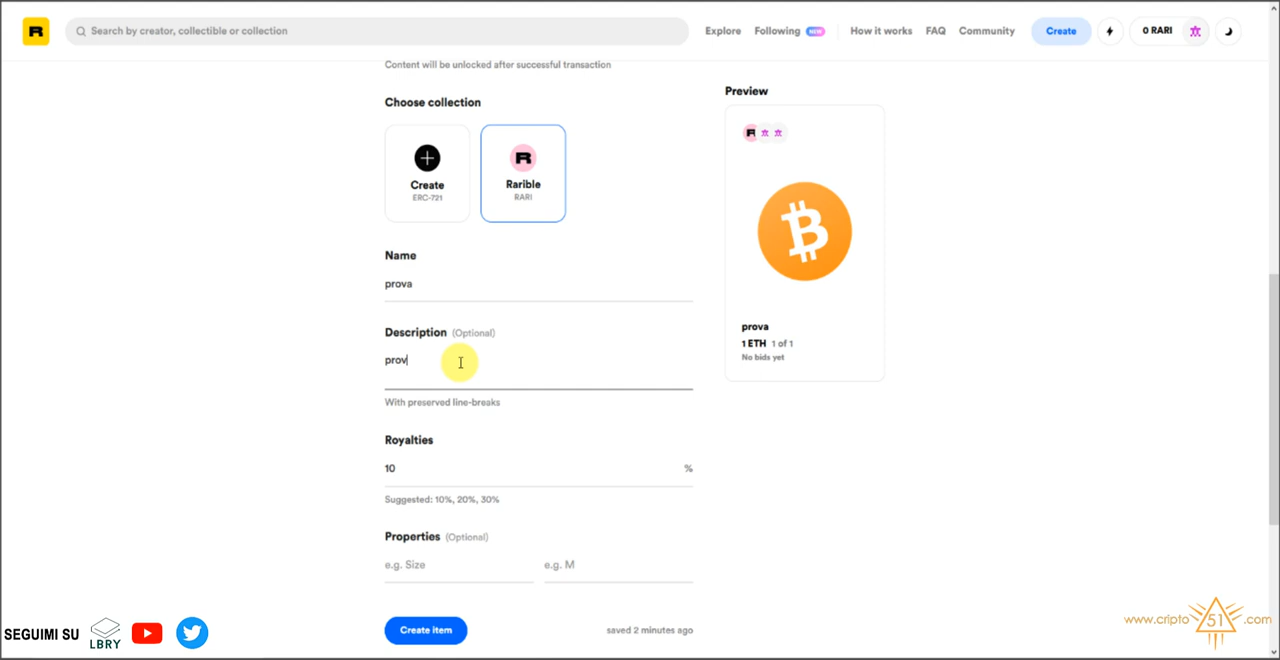 R
Search by creator, collectible or collection
Explore
Following NEW
How it works
FAQ
Community
Create
0 RARI
Content will be unlocked after successful transaction
Choose collection
Create
ERC-721
R
Rarible
RARI
Name
prova
Description (Optional)
prov
With preserved line-breaks
Royalties
10 %
Suggested: 10%, 20%, 30%
Properties (Optional)
e.g. Size e.g. M
Create item
saved 2 minutes ago
Preview
R
prova
1 ETH 1 of 1
No bids yet
SEGUIMI SU
LBRY
www.cripto 51 .com